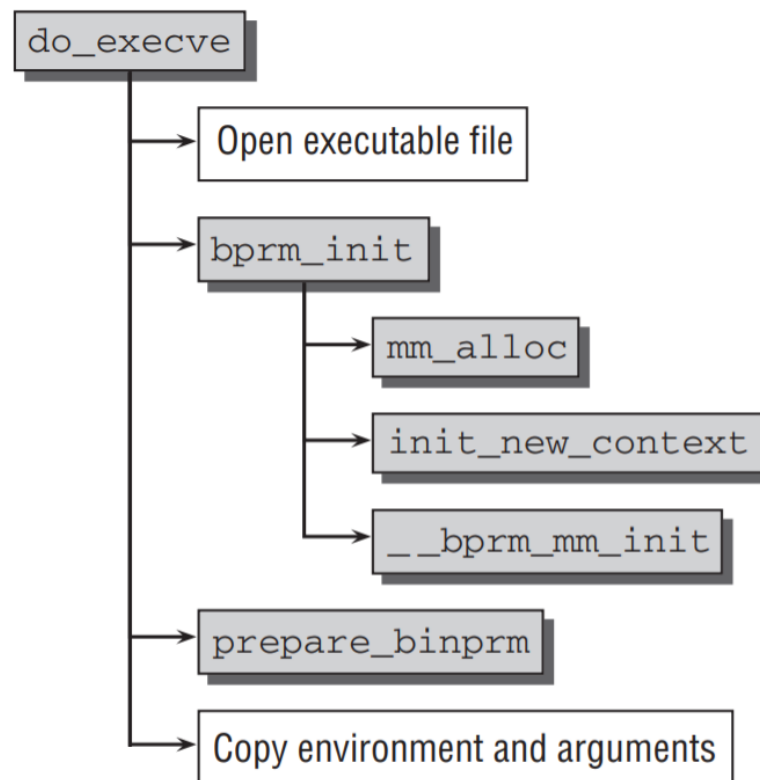 do_execve
Open executable file
bprm_init
mm_alloc
init_new_context
__bprm_mm_init
prepare_binprm
Copy environment and arguments